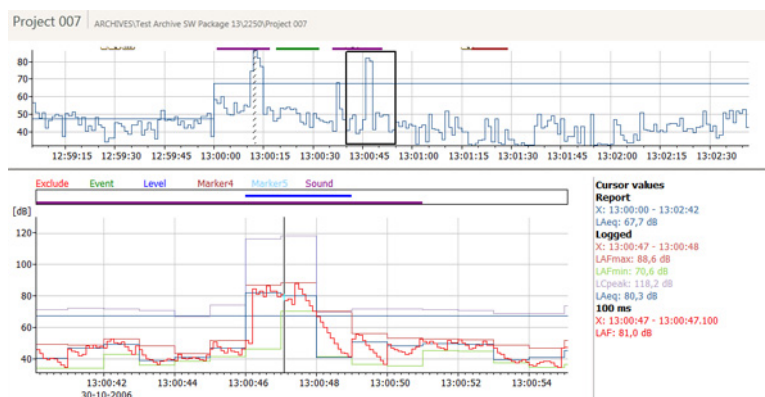 Project 007 ARCHIVES\Test Archive SW Package 13\2250\Project 007
80
60
40
12:59:15 12:59:30 12:59:45 13:00:00 13:00:15 13:00:30 13:00:45 13:01:00 13:01:15 13:01:30 13:01:45 13:02:00 13:02:15 13:02:30
Exclude Event Level Marker4 Marker5 Sound
[dB]
120
100
80
60
40
13:00:42 13:00:44 13:00:46 13:00:48 13:00:50 13:00:52 13:00:54
30-10-2006
Cursor values
Report
X: 13:00:00 - 13:02:42
LAeq: 67,7 dB
Logged
X: 13:00:47 - 13:00:48
LAFmax: 88,6 dB
LAFmin: 70,6 dB
LCpeak: 118,2 dB
LAeq: 80,3 dB
100 ms
X: 13:00:47 - 13:00:47.100
LAF: 81,0 dB